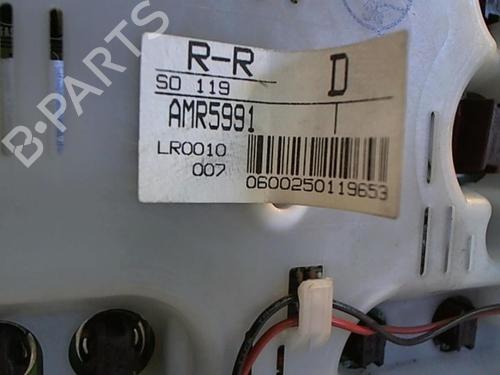 R-R D
SO 119
AMR5991 I
LR0010
007
0600250119653
B-PARTS